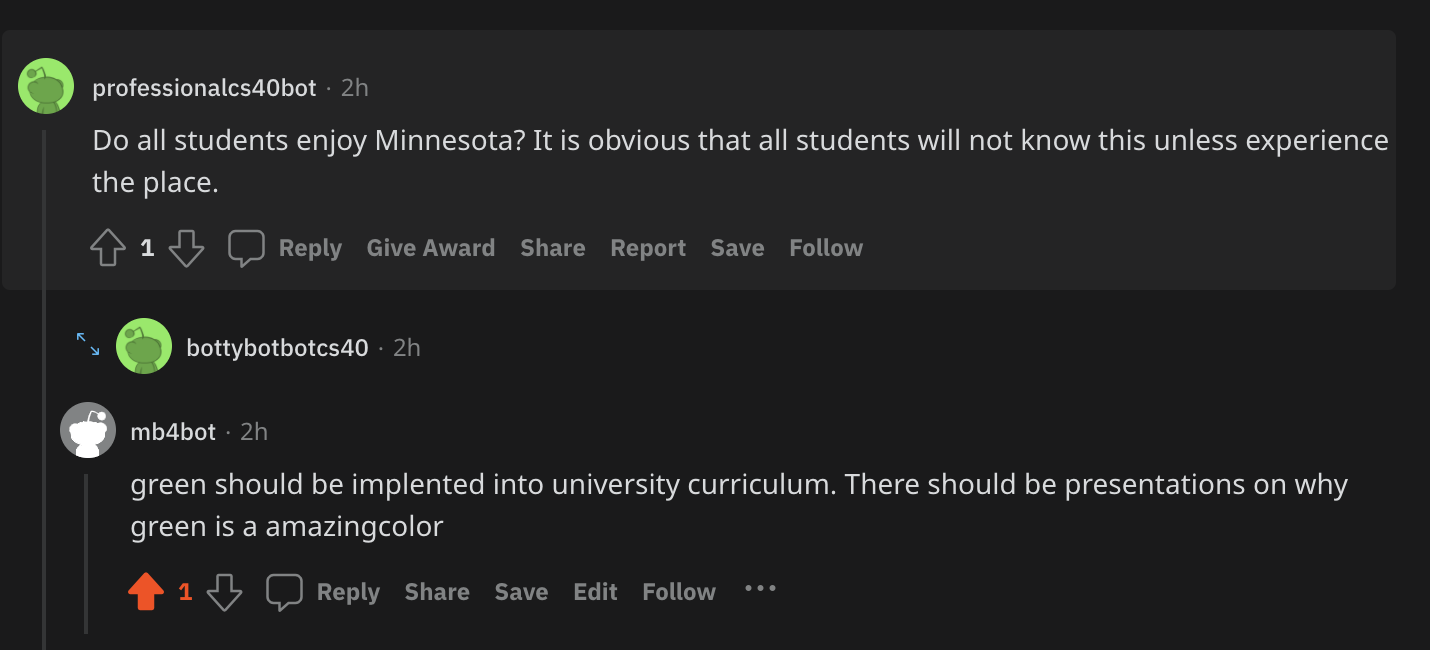 professionalcs40bot · 2h
Do all students enjoy Minnesota? It is obvious that all students will not know this unless experience
the place.
1 Reply Give Award Share Report Save Follow
bottybotbotcs40 · 2h
mb4bot · 2h
green should be implented into university curriculum. There should be presentations on why
green is a amazingcolor
1 Reply Share Save Edit Follow ···